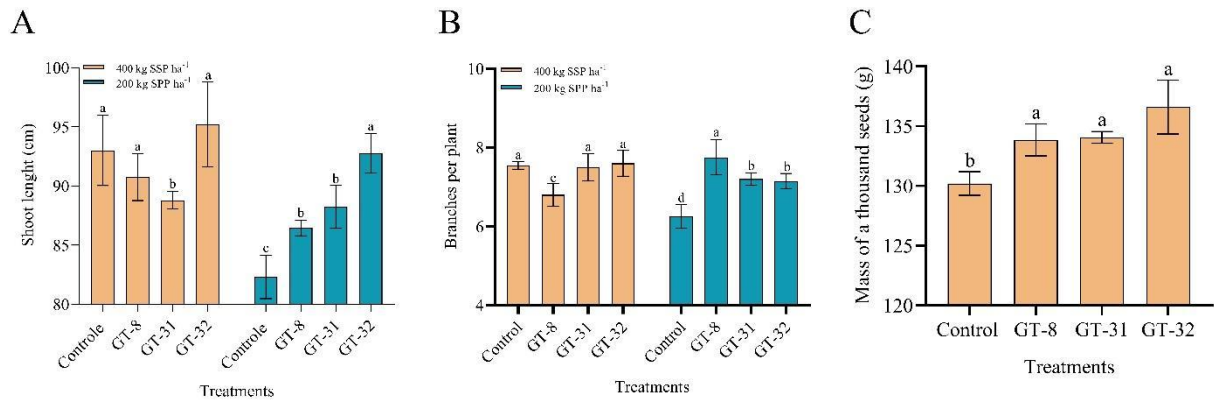 A
400 kg SSP ha⁻¹
200 kg SPP ha⁻¹
Shoot lenght (cm)
100
95
90
85
80
a
a
b
a
c
b
b
a
Controle
GT-8
GT-31
GT-32
Controle
GT-8
GT-31
GT-32
Treatments
B
400 kg SSP ha⁻¹
200 kg SPP ha⁻¹
Branches per plant
10
8
6
4
a
c
a
a
d
a
b
b
Control
GT-8
GT-31
GT-32
Control
GT-8
GT-31
GT-32
Treatments
C
Mass of a thousand seeds (g)
140
135
130
125
120
b
a
a
a
Control
GT-8
GT-31
GT-32
Treatments